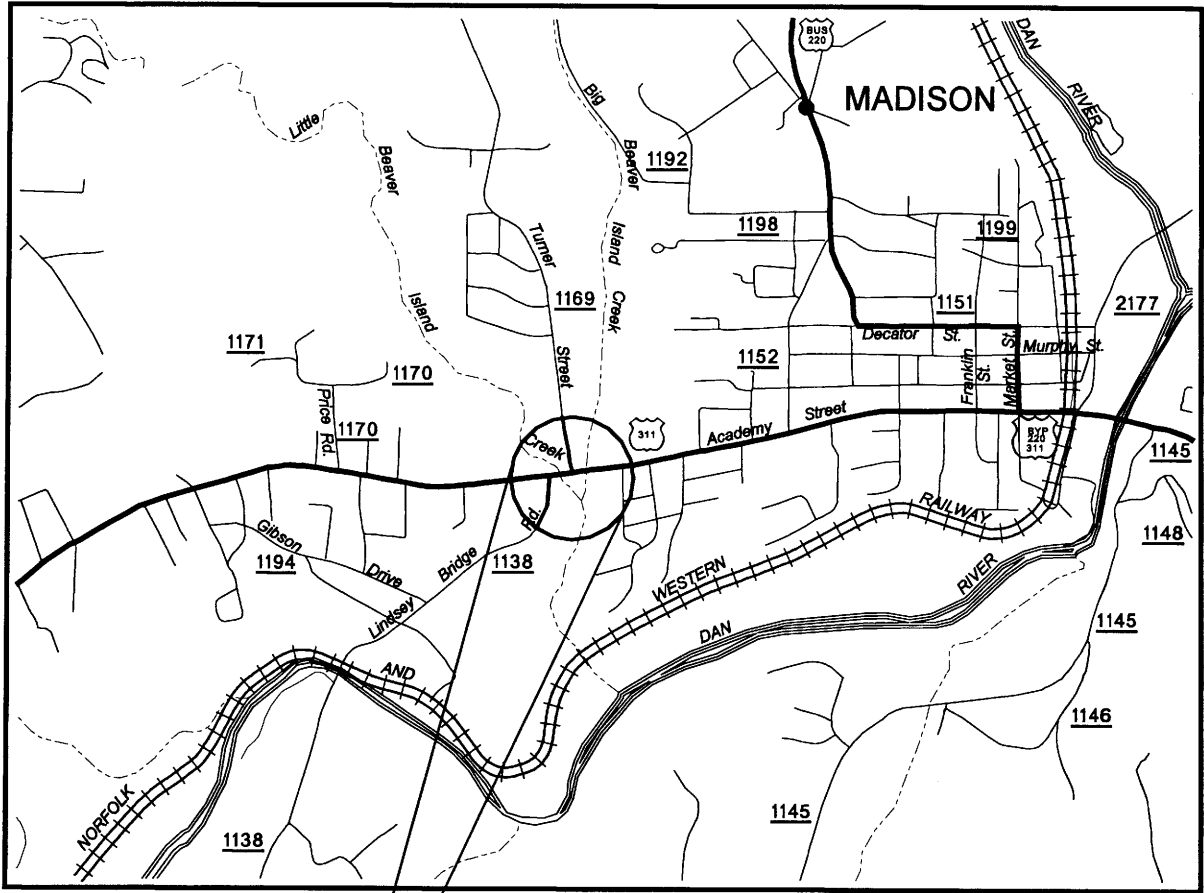 BUS
220
DAN
RIVER
MADISON
Big
Beaver
Island
Creek
Little
Beaver
Island
Creek
1192
1198
1199
Turner
Street
1169
1151
2177
Decator St.
Murphy St.
Franklin St.
Market St.
1152
1171
1170
Price Rd.
1170
311
Academy Street
BYP
220
311
1145
1148
RAILWAY
Gibson Drive
1194
Lindsey Bridge Rd.
1138
WESTERN
RIVER
DAN
1145
AND
1146
NORFOLK
1138
1145